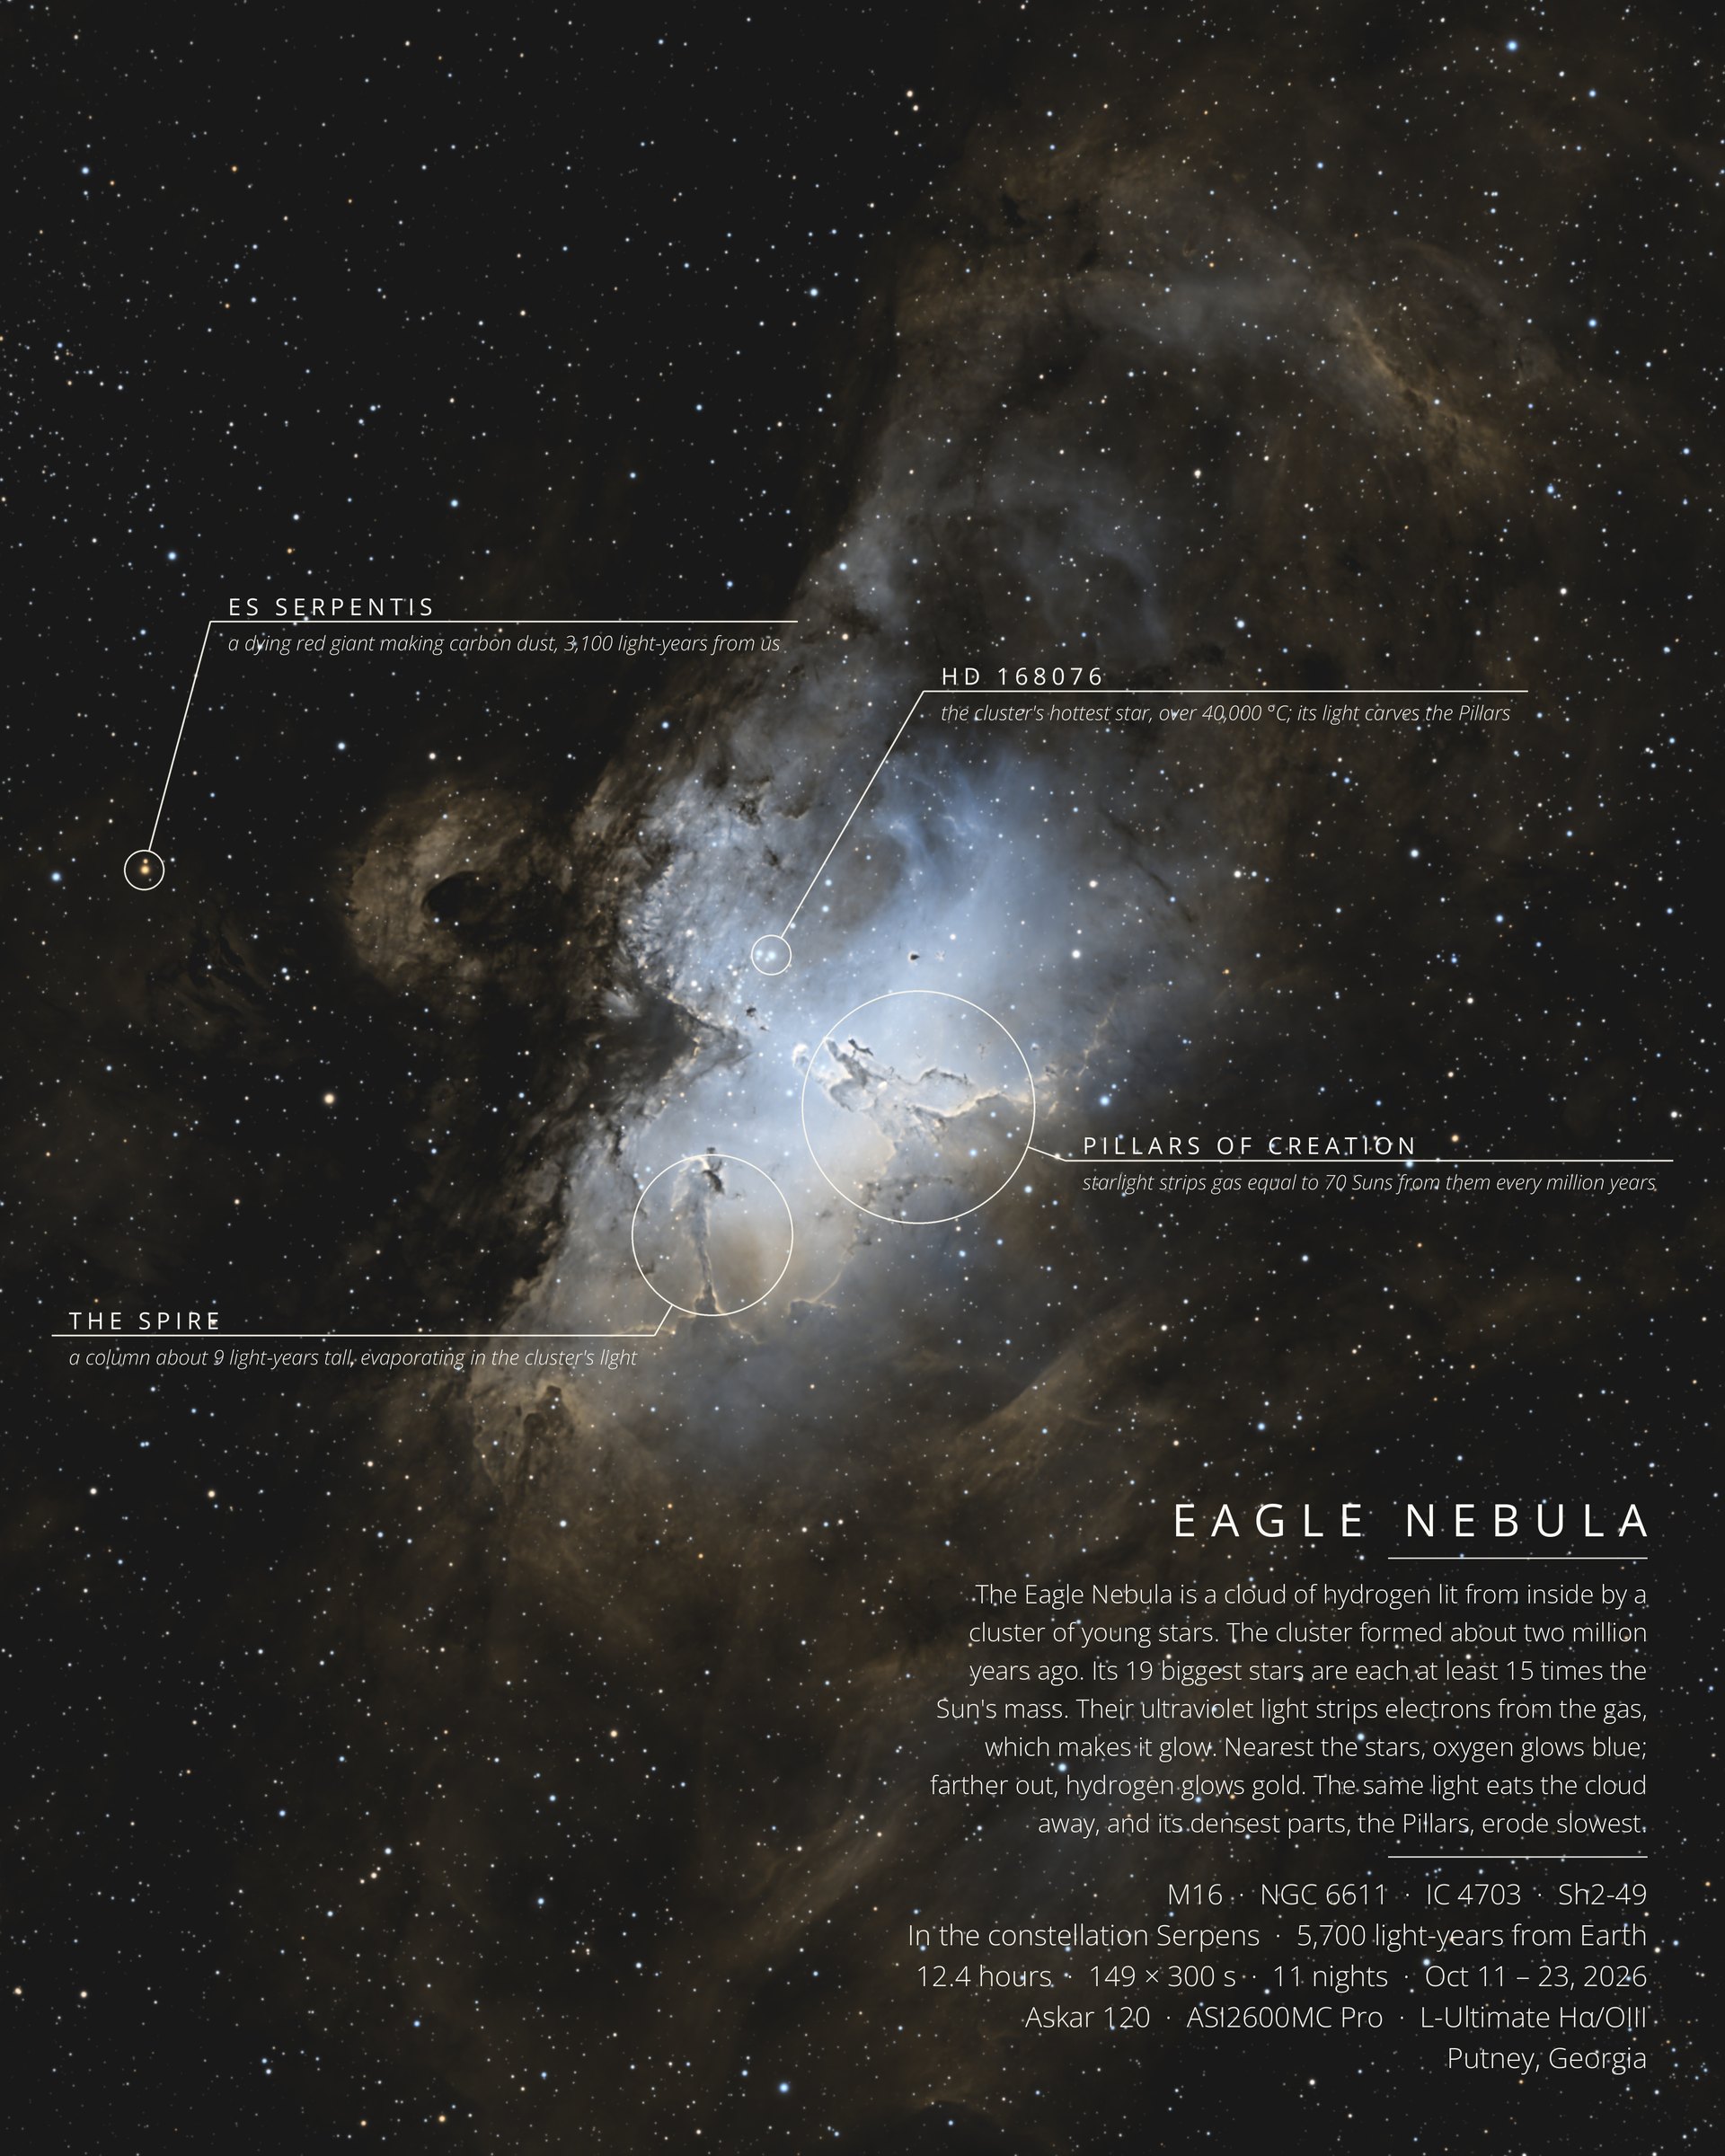 ES SERPENTIS
a dying red giant making carbon dust, 3,100 light-years from us
HD 168076
the cluster's hottest star, over 40,000 °C; its light carves the Pillars
PILLARS OF CREATION
starlight strips gas equal to 70 Suns from them every million years
THE SPIRE
a column about 9 light-years tall, evaporating in the cluster's light
EAGLE NEBULA
The Eagle Nebula is a cloud of hydrogen lit from inside by a
cluster of young stars. The cluster formed about two million
years ago. Its 19 biggest stars are each at least 15 times the
Sun's mass. Their ultraviolet light strips electrons from the gas,
which makes it glow. Nearest the stars, oxygen glows blue;
farther out, hydrogen glows gold. The same light eats the cloud
away, and its densest parts, the Pillars, erode slowest.
M16 · NGC 6611 · IC 4703 · Sh2-49
In the constellation Serpens · 5,700 light-years from Earth
12.4 hours · 149 × 300 s · 11 nights · Oct 11 – 23, 2026
Askar 120 · ASI2600MC Pro · L-Ultimate Hα/OIII
Putney, Georgia